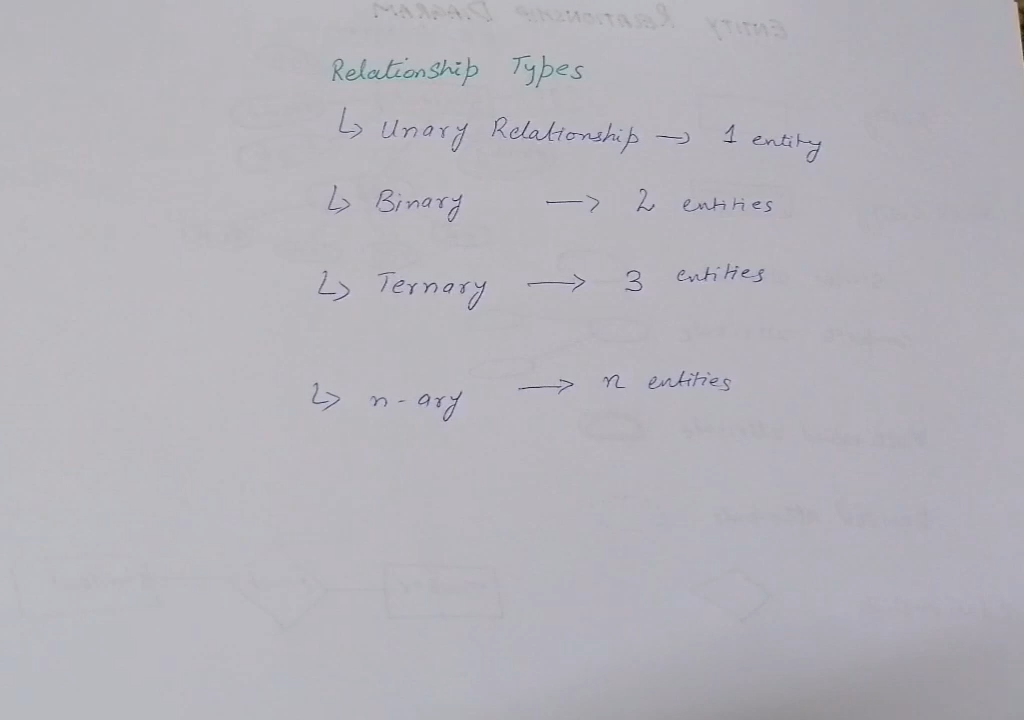 Relationship Types
↳ Unary Relationship → 1 entity
↳ Binary → 2 entities
↳ Ternary → 3 entities
↳ n-ary → n entities